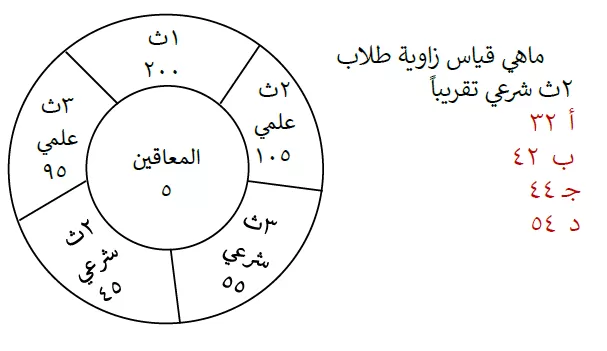 ماهي قياس زاوية طلاب
٢ث شرعي تقريباً
أ ٣٢
ب ٤٢
جـ ٤٤
د ٥٤
١ث
٢٠٠
٢ث
علمي
١٠٥
٣ث
شرعي
٥٥
٢ث
شرعي
٤٥
٣ث
علمي
٩٥
المعاقين
٥